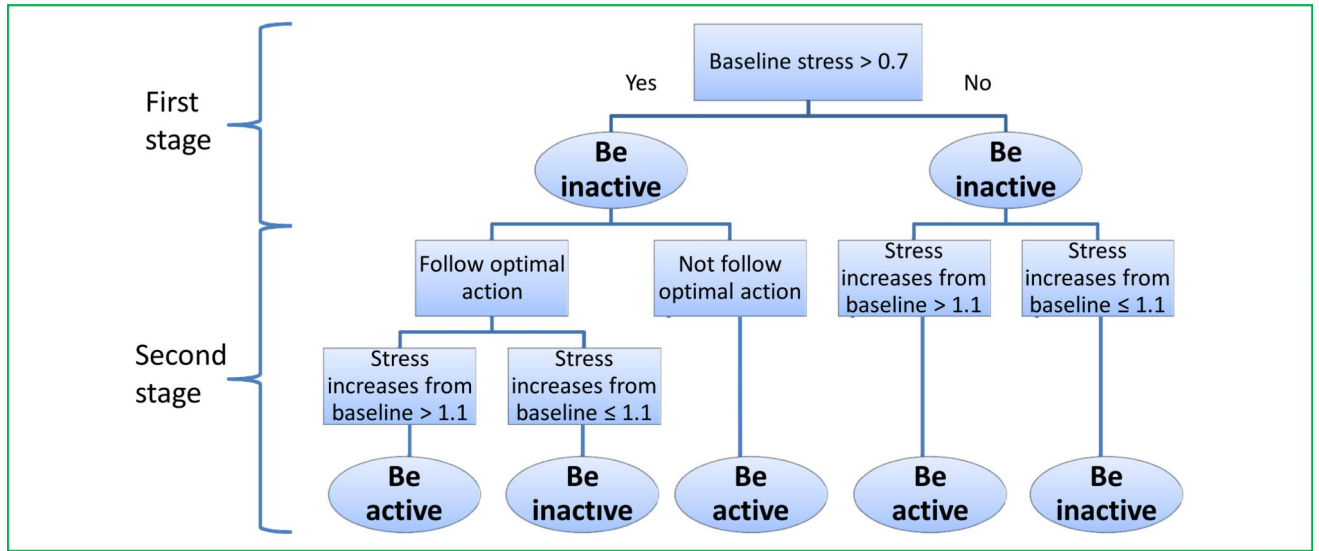 Baseline stress > 0.7
Yes
No
First
stage
Be
inactive
Be
inactive
Follow optimal
action
Not follow
optimal action
Stress
increases from
baseline > 1.1
Stress
increases from
baseline ≤ 1.1
Second
stage
Stress
increases from
baseline > 1.1
Stress
increases from
baseline ≤ 1.1
Be
active
Be
inactive
Be
active
Be
active
Be
inactive